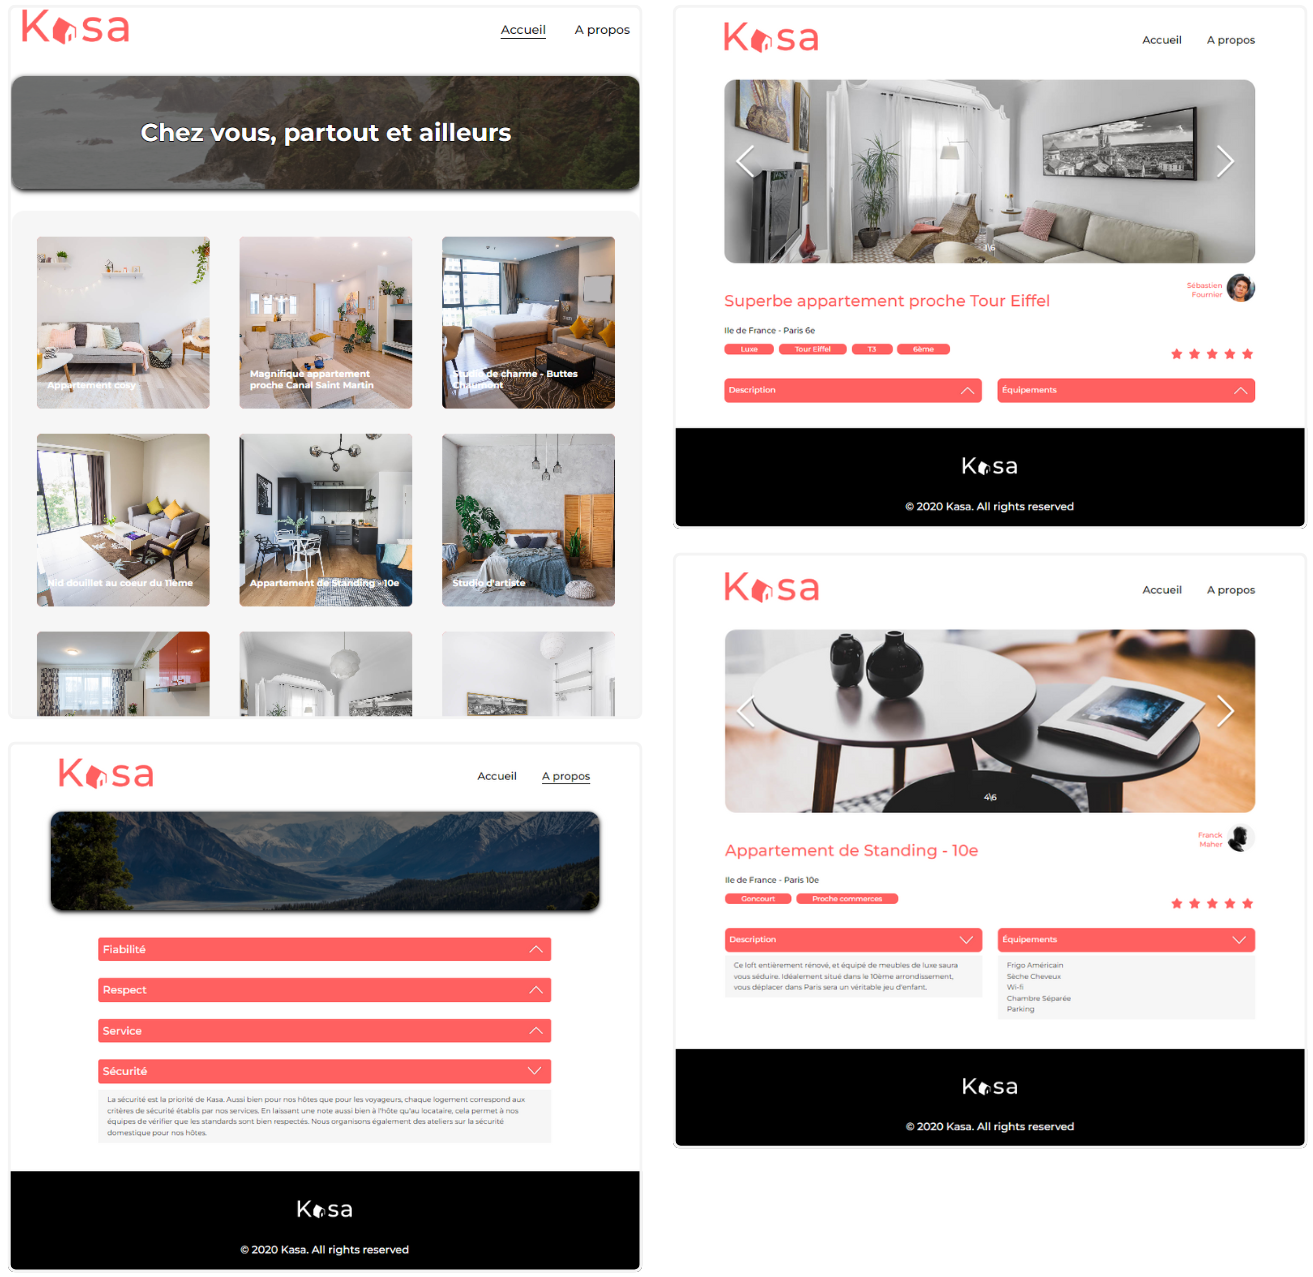 Kasa
Accueil
A propos
Chez vous, partout et ailleurs
Appartement cosy
Magnifique appartement
proche Canal Saint Martin
Studio de charme - Buttes
Chaumont
Nid douillet au coeur du 11ème
Appartement de Standing - 10e
Studio d'artiste
Kasa
Accueil
A propos
Fiabilité
Respect
Service
Sécurité
La sécurité est la priorité de Kasa. Aussi bien pour nos hôtes que pour les voyageurs, chaque logement correspond aux
critères de sécurité établis par nos services. En laissant une note aussi bien à l'hôte qu'au locataire, cela permet à nos
équipes de vérifier que les standards sont bien respectés. Nous organisons également des ateliers sur la sécurité
domestique pour nos hôtes.
Kasa
© 2020 Kasa. All rights reserved
Kasa
Accueil
A propos
Superbe appartement proche Tour Eiffel
Sébastien
Fournier
Ile de France - Paris 6e
Luxe
Tour Eiffel
T3
6ème
Description
Équipements
Kasa
© 2020 Kasa. All rights reserved
Kasa
Accueil
A propos
4\6
Appartement de Standing - 10e
Franck
Maher
Ile de France - Paris 10e
Goncourt
Proche commerces
Description
Équipements
Ce loft entièrement rénové, et équipé de meubles de luxe saura
vous séduire. Idéalement situé dans le 10ème arrondissement,
vous déplacer dans Paris sera un véritable jeu d'enfant.
Frigo Américain
Sèche Cheveux
Wi-fi
Chambre Séparée
Parking
Kasa
© 2020 Kasa. All rights reserved